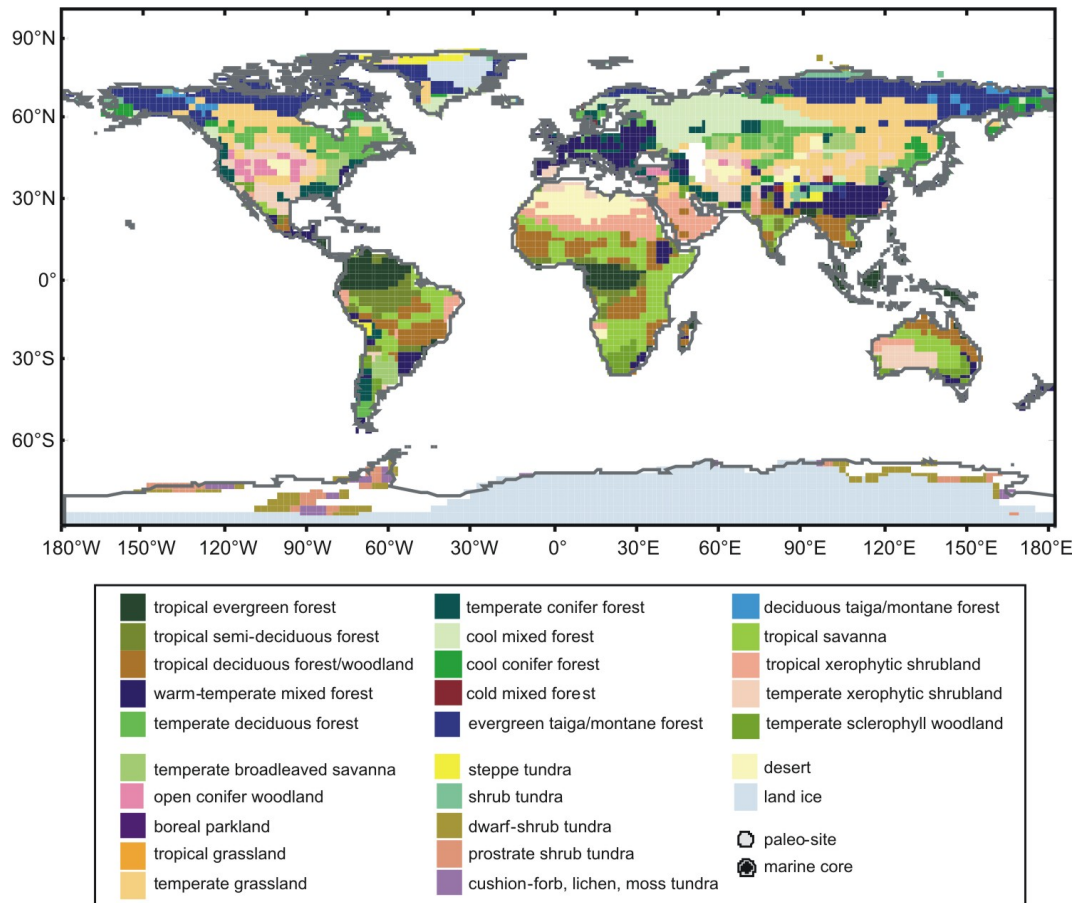 90°N
60°N
30°N
0°
30°S
60°S
180°W 150°W 120°W 90°W 60°W 30°W 0° 30°E 60°E 90°E 120°E 150°E 180°E
tropical evergreen forest
tropical semi-deciduous forest
tropical deciduous forest/woodland
warm-temperate mixed forest
temperate deciduous forest
temperate broadleaved savanna
open conifer woodland
boreal parkland
tropical grassland
temperate grassland
temperate conifer forest
cool mixed forest
cool conifer forest
cold mixed forest
evergreen taiga/montane forest
steppe tundra
shrub tundra
dwarf-shrub tundra
prostrate shrub tundra
cushion-forb, lichen, moss tundra
deciduous taiga/montane forest
tropical savanna
tropical xerophytic shrubland
temperate xerophytic shrubland
temperate sclerophyll woodland
desert
land ice
paleo-site
marine core